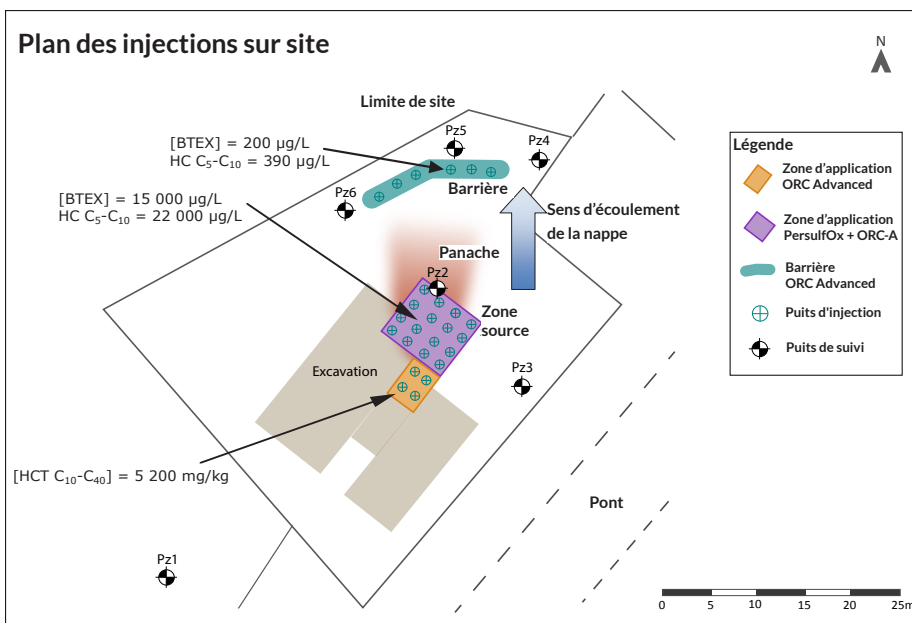 Plan des injections sur site
N
Limite de site
[BTEX] = 200 µg/L
HC C₅-C₁₀ = 390 µg/L
Pz5
Pz4
Barrière
[BTEX] = 15 000 µg/L
HC C₅-C₁₀ = 22 000 µg/L
Pz6
Sens d'écoulement
de la nappe
Panache
Pz2
Zone
source
Excavation
Pz3
[HCT C₁₀-C₄₀] = 5 200 mg/kg
Pont
Pz1
Légende
Zone d'application
ORC Advanced
Zone d'application
PersulfOx + ORC-A
Barrière
ORC Advanced
Puits d'injection
Puits de suivi
0 5 10 15 20 25m